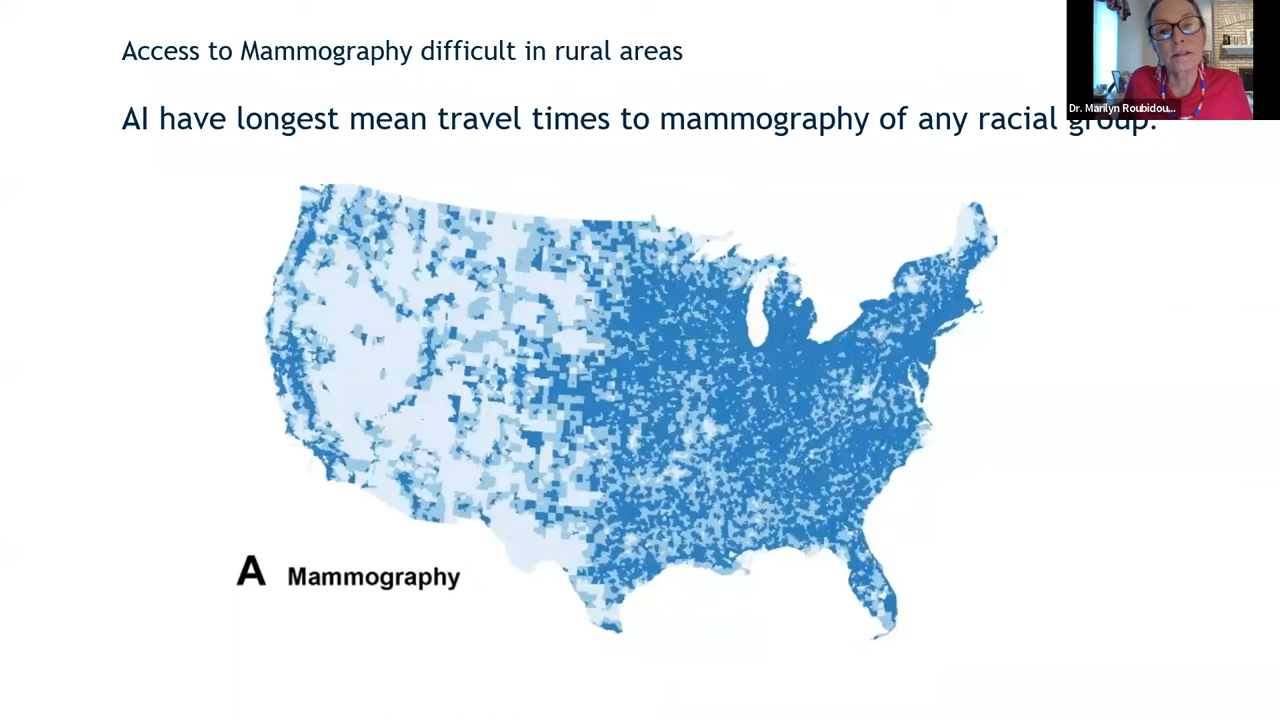 Access to Mammography difficult in rural areas
AI have longest mean travel times to mammography of any racial group.
Dr. Marilyn Roubidou...
A Mammography